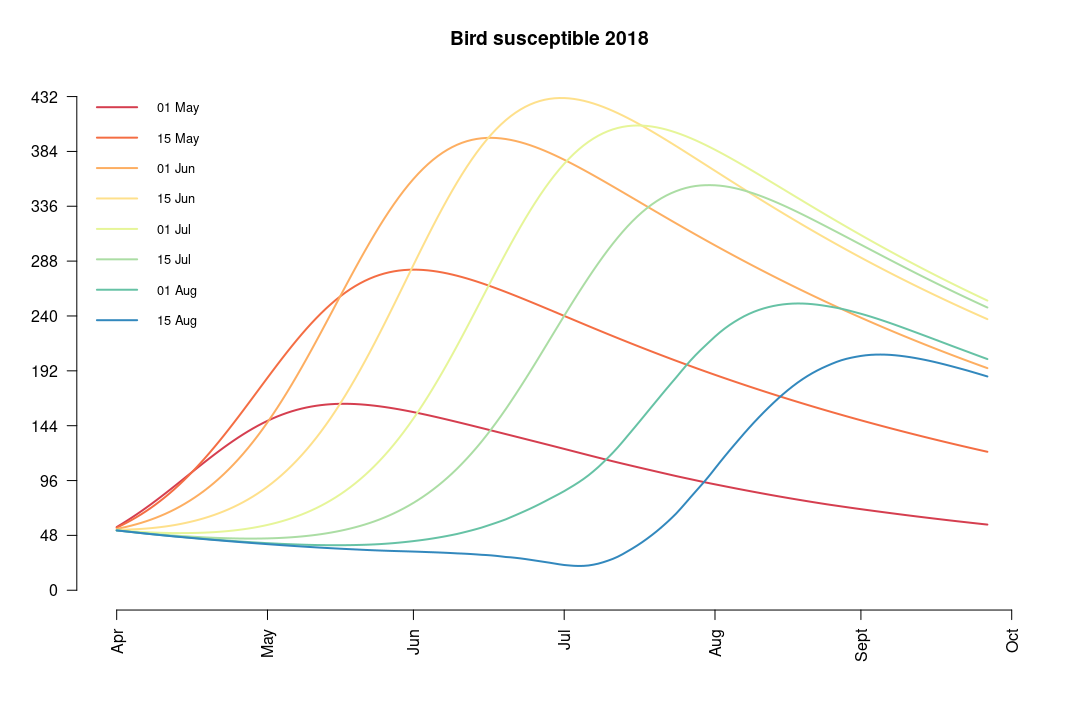 Bird susceptible 2018
432
384
336
288
240
192
144
96
48
0
01 May
15 May
01 Jun
15 Jun
01 Jul
15 Jul
01 Aug
15 Aug
Apr
May
Jun
Jul
Aug
Sept
Oct